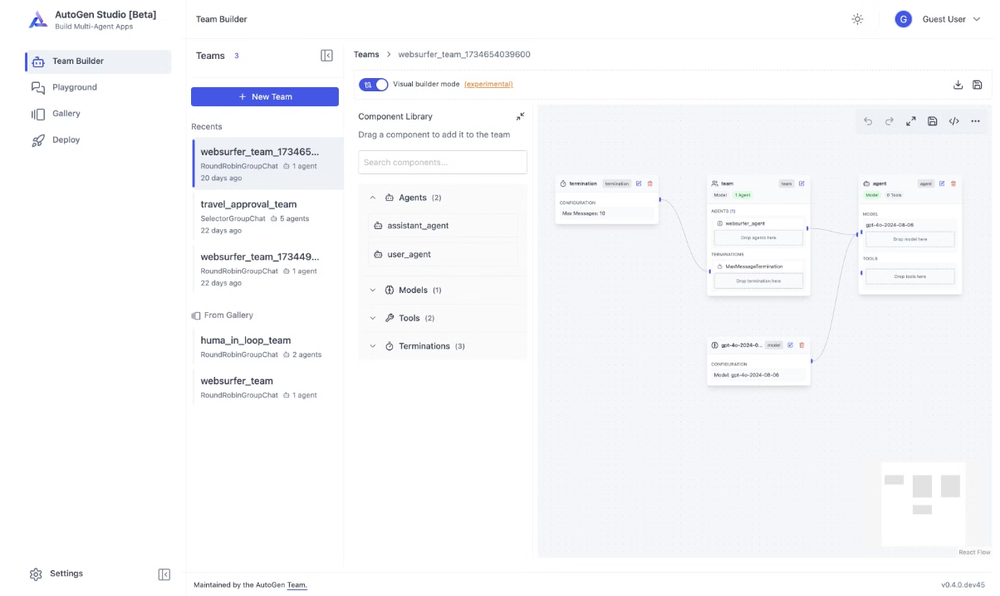 AutoGen Studio [Beta]
Build Multi-Agent Apps
Team Builder
Playground
Gallery
Deploy
Settings
Team Builder
G
Guest User
Teams 3
+ New Team
Recents
websurfer_team_173465...
RoundRobinGroupChat 1 agent
20 days ago
travel_approval_team
SelectorGroupChat 5 agents
22 days ago
websurfer_team_173449...
RoundRobinGroupChat 1 agent
22 days ago
From Gallery
huma_in_loop_team
RoundRobinGroupChat 2 agents
websurfer_team
RoundRobinGroupChat 1 agent
Teams > websurfer_team_1734654039600
Visual builder mode (experimental)
Component Library
Drag a component to add it to the team
Search components...
Agents (2)
assistant_agent
user_agent
Models (1)
Tools (2)
Terminations (3)
termination termination
CONFIGURATION
Max Messages: 10
team team
Model 1 Agent
AGENTS (1)
websurfer_agent
Drop agents here
TERMINATIONS
MaxMessageTermination
Drop termination here
agent agent
Model 0 Tools
MODEL
gpt-4o-2024-08-06
Drop model here
TOOLS
Drop tools here
gpt-4o-2024-0... model
CONFIGURATION
Model: gpt-4o-2024-08-06
React Flow
Maintained by the AutoGen Team.
v0.4.0.dev45